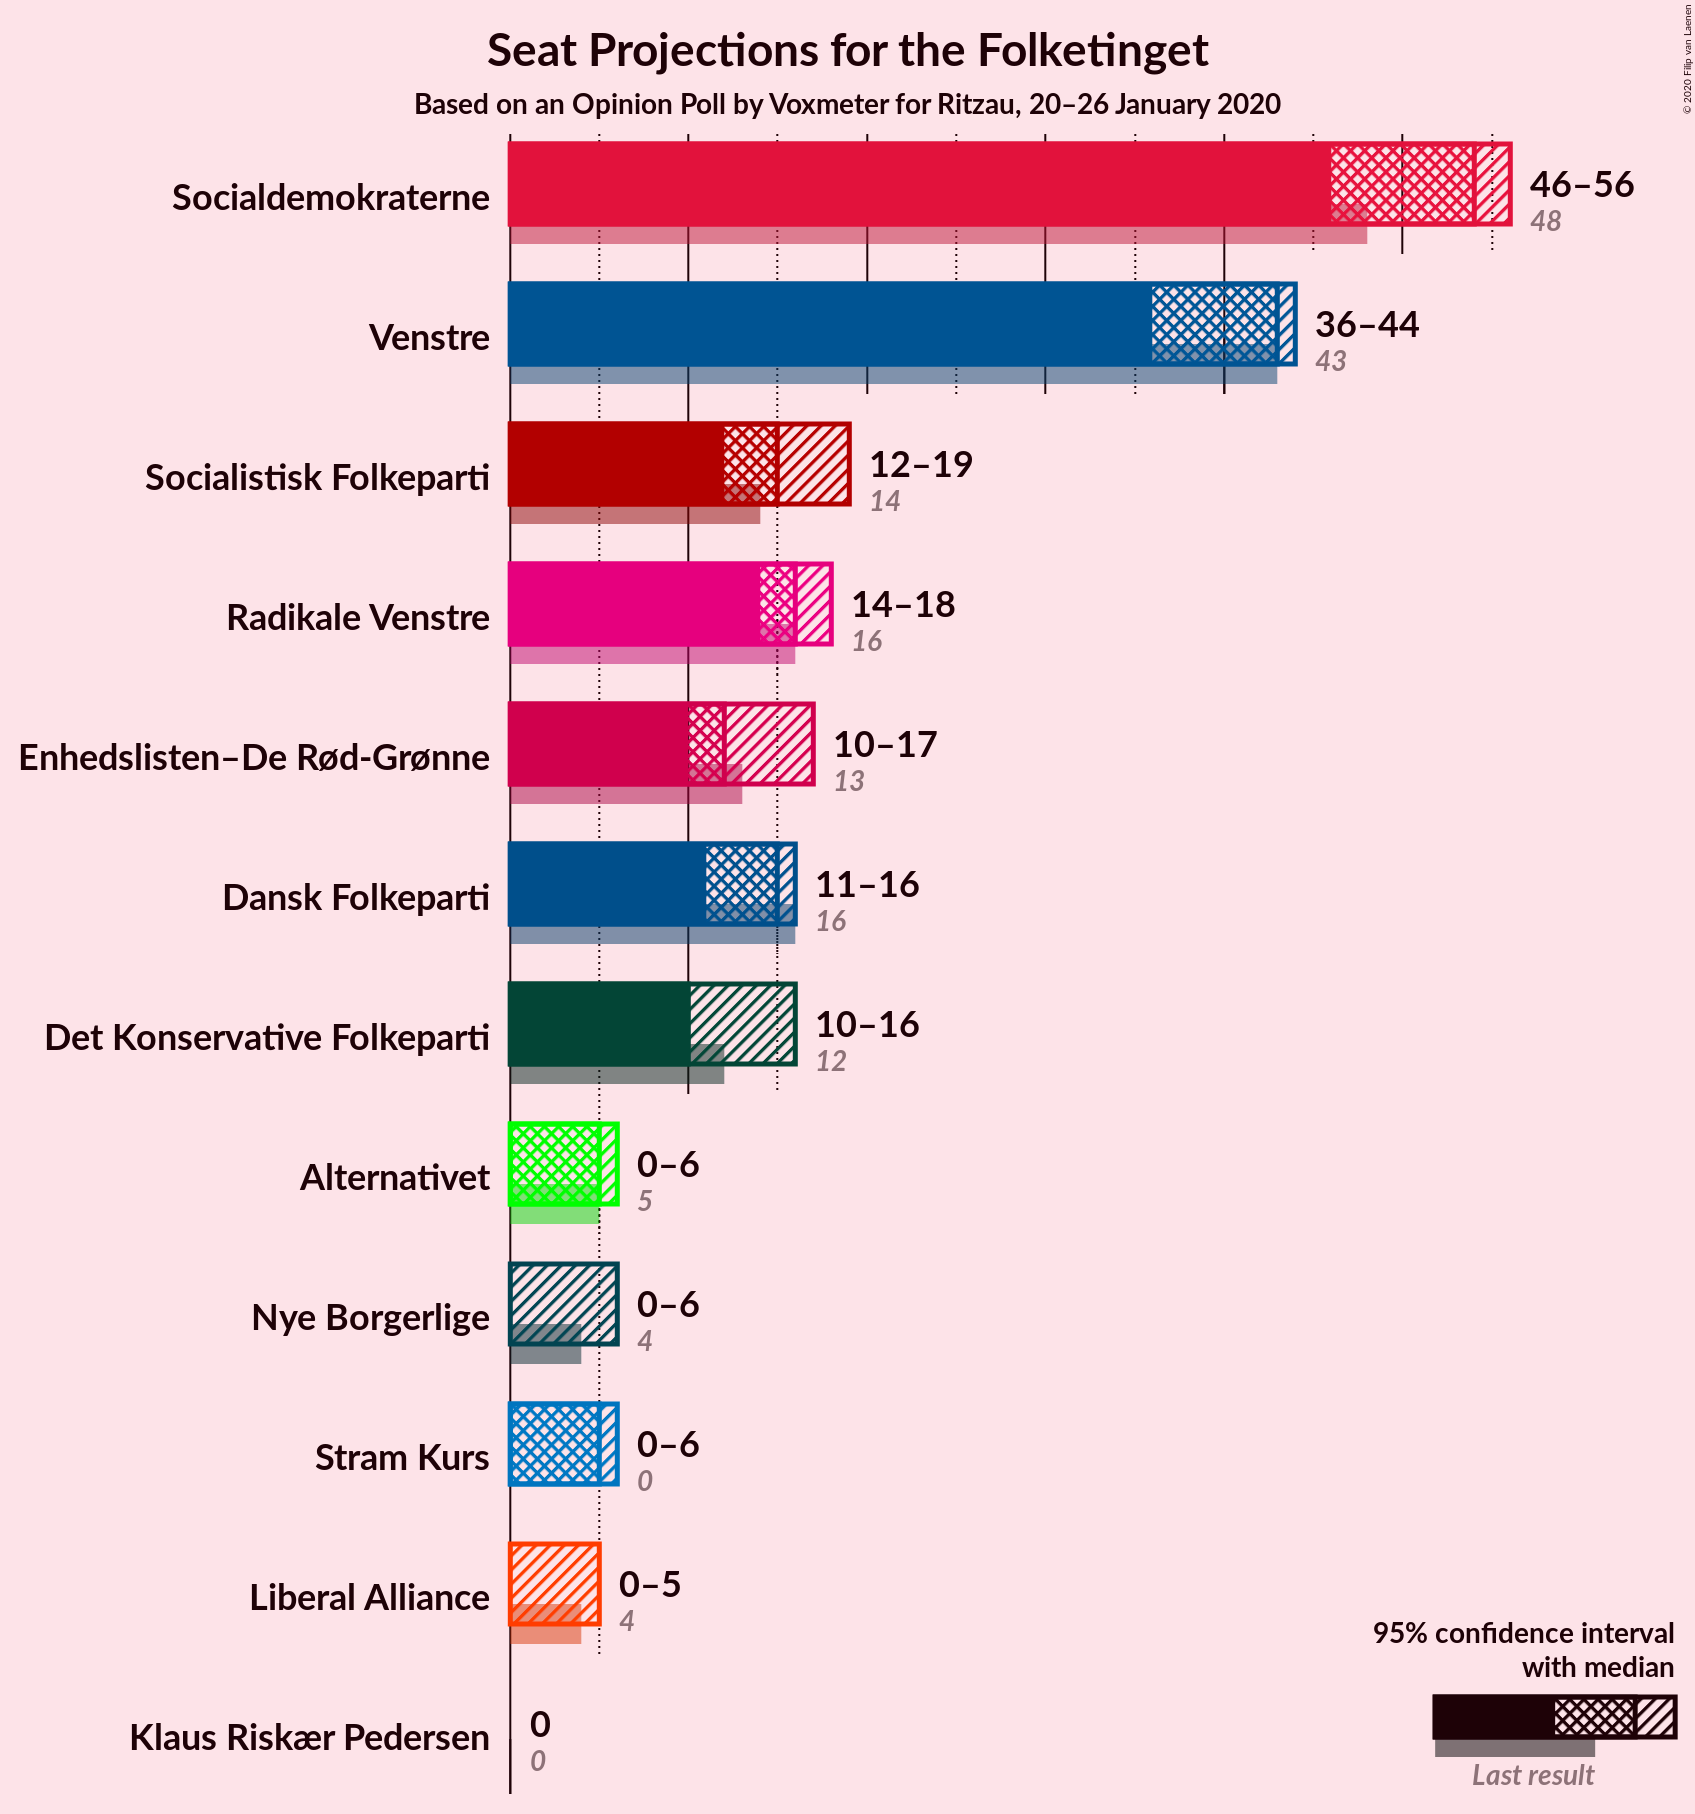 © 2020 Filip van Laenen
Seat Projections for the Folketinget
Based on an Opinion Poll by Voxmeter for Ritzau, 20–26 January 2020
Socialdemokraterne
46–56
48
Venstre
36–44
43
Socialistisk Folkeparti
12–19
14
Radikale Venstre
14–18
16
Enhedslisten–De Rød-Grønne
10–17
13
Dansk Folkeparti
11–16
16
Det Konservative Folkeparti
10–16
12
Alternativet
0–6
5
Nye Borgerlige
0–6
4
Stram Kurs
0–6
0
Liberal Alliance
0–5
4
Klaus Riskær Pedersen
0
0
95% confidence interval
with median
Last result